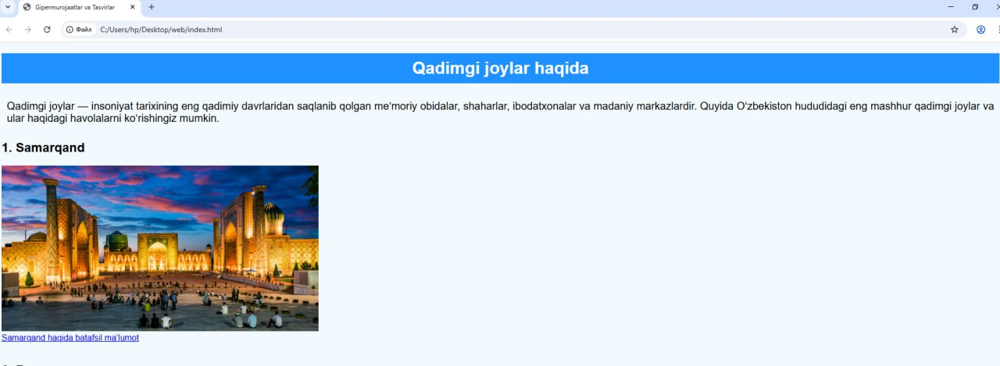 Gipermurojaatlar va Tasvirlar
Файл
C:/Users/hp/Desktop/web/index.html
Qadimgi joylar haqida
Qadimgi joylar — insoniyat tarixining eng qadimiy davrlaridan saqlanib qolgan me’moriy obidalar, shaharlar, ibodatxonalar va madaniy markazlardir. Quyida O‘zbekiston hududidagi eng mashhur qadimgi joylar va
ular haqidagi havolalarni ko‘rishingiz mumkin.
1. Samarqand
Samarqand haqida batafsil ma’lumot